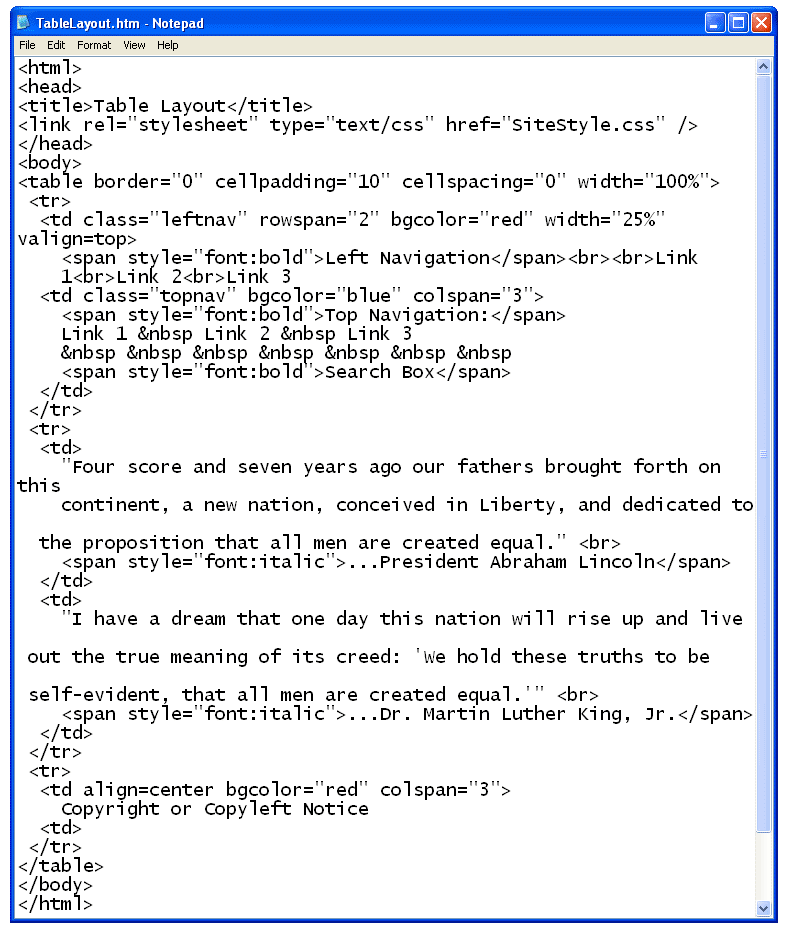 TableLayout.htm - Notepad
File Edit Format View Help
<html>
<head>
<title>Table Layout</title>
<link rel="stylesheet" type="text/css" href="SiteStyle.css" />
</head>
<body>
<table border="0" cellpadding="10" cellspacing="0" width="100%">
<tr>
<td class="leftnav" rowspan="2" bgcolor="red" width="25%"
valign=top>
<span style="font:bold">Left Navigation</span><br><br>Link
1<br>Link 2<br>Link 3
<td class="topnav" bgcolor="blue" colspan="3">
<span style="font:bold">Top Navigation:</span>
Link 1 &nbsp Link 2 &nbsp Link 3
&nbsp &nbsp &nbsp &nbsp &nbsp &nbsp &nbsp
<span style="font:bold">Search Box</span>
</td>
</tr>
<tr>
<td>
"Four score and seven years ago our fathers brought forth on
this
continent, a new nation, conceived in Liberty, and dedicated to
the proposition that all men are created equal." <br>
<span style="font:italic">...President Abraham Lincoln</span>
</td>
<td>
"I have a dream that one day this nation will rise up and live
out the true meaning of its creed: 'We hold these truths to be
self-evident, that all men are created equal.'" <br>
<span style="font:italic">...Dr. Martin Luther King, Jr.</span>
</td>
</tr>
<tr>
<td align=center bgcolor="red" colspan="3">
Copyright or Copyleft Notice
<td>
</tr>
</table>
</body>
</html>